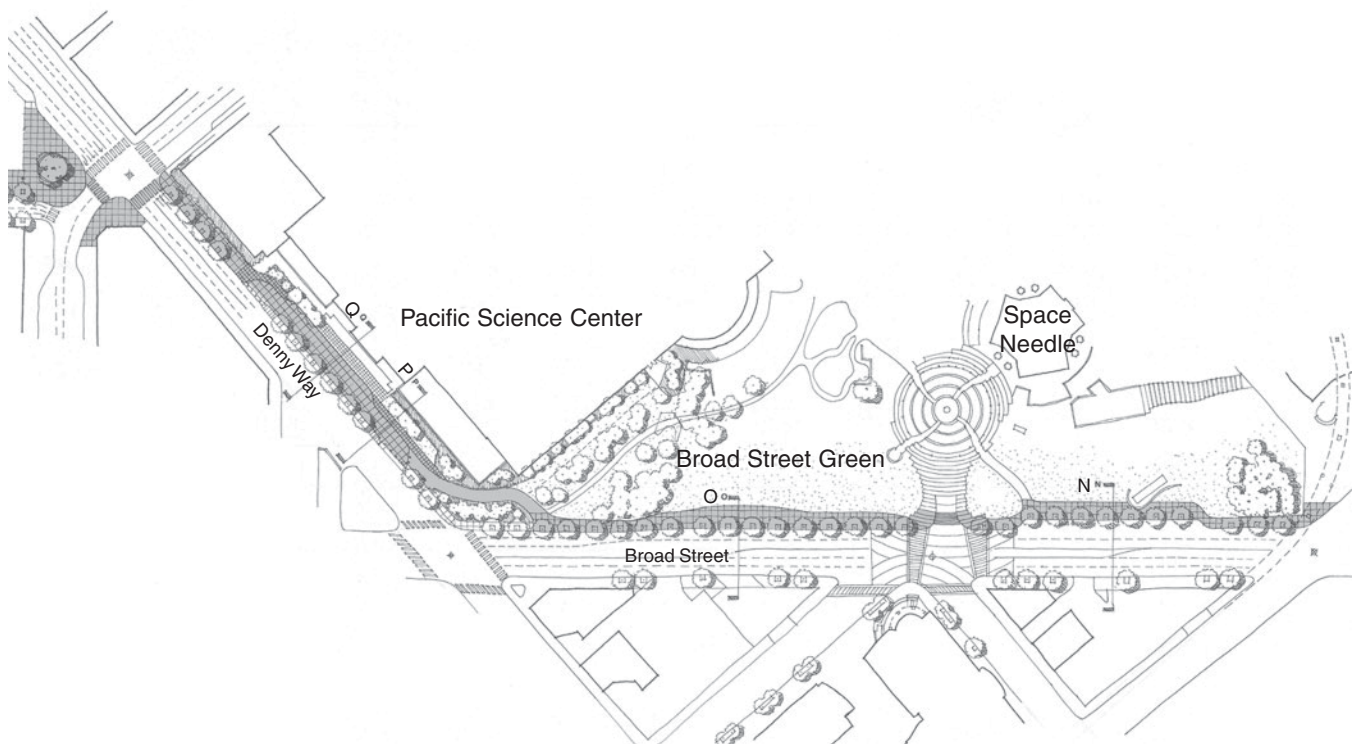 Pacific Science Center
Space
Needle
Q
P
Denny Way
Broad Street Green
O
N N
Broad Street